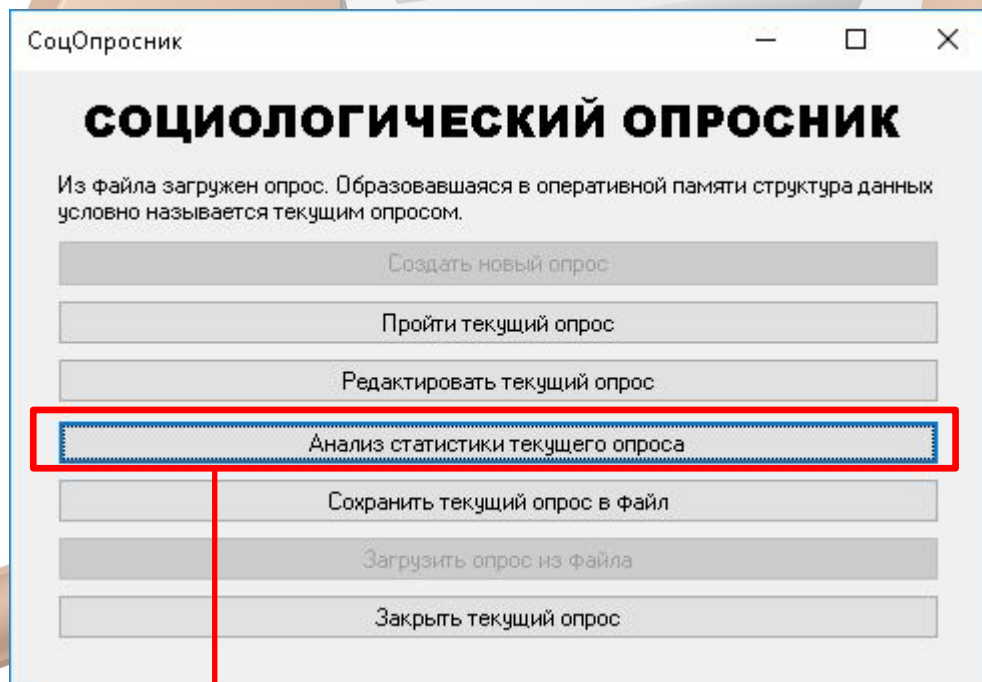 СоцОпросник
СОЦИОЛОГИЧЕСКИЙ ОПРОСНИК
Из файла загружен опрос. Образовавшаяся в оперативной памяти структура данных
условно называется текущим опросом.
Создать новый опрос
Пройти текущий опрос
Редактировать текущий опрос
Анализ статистики текущего опроса
Сохранить текущий опрос в файл
Загрузить опрос из файла
Закрыть текущий опрос